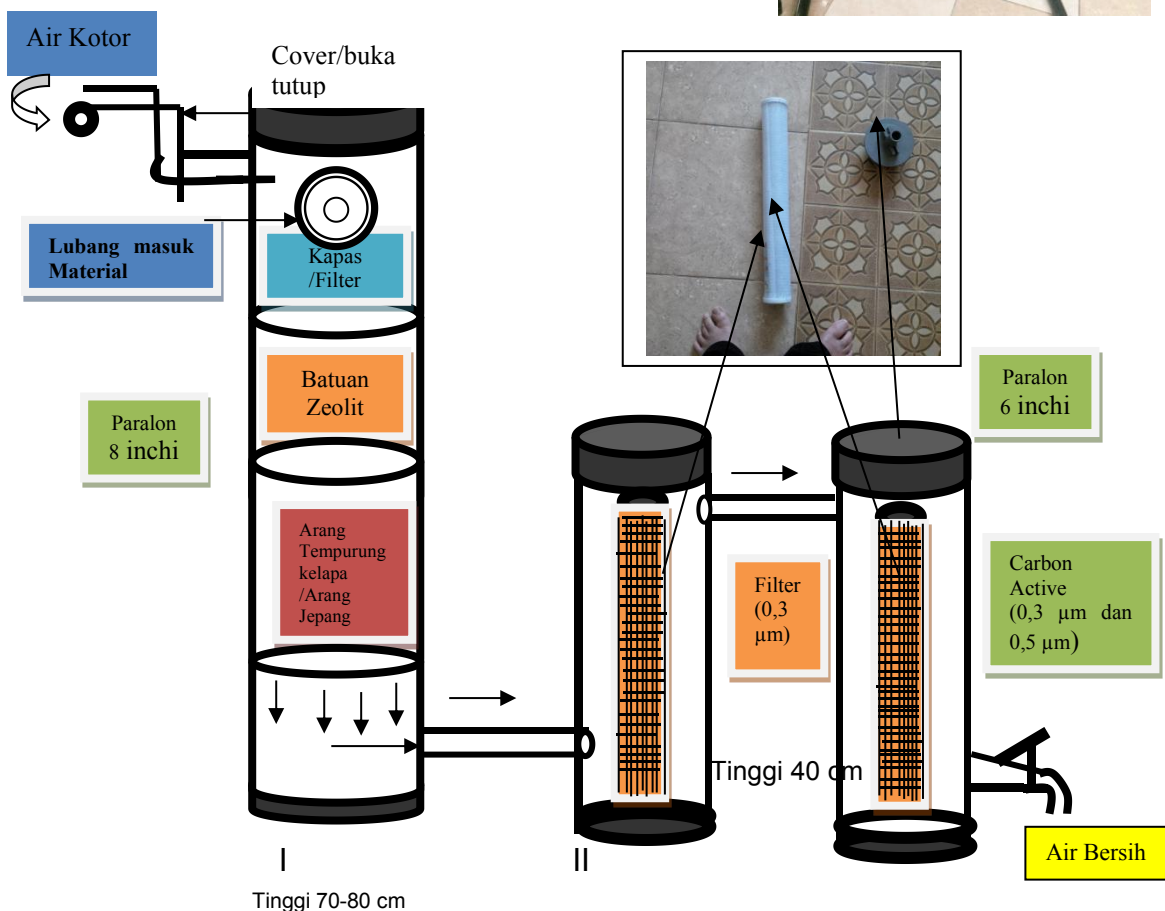 Air Kotor
Cover/buka
tutup
Lubang masuk
Material
Kapas
/Filter
Batuan
Zeolit
Paralon
8 inchi
Arang
Tempurung
kelapa
/Arang
Jepang
Paralon
6 inchi
Filter
(0,3
µm)
Carbon
Active
(0,3 µm dan
0,5 µm)
Tinggi 40 cm
Air Bersih
I
II
Tinggi 70-80 cm